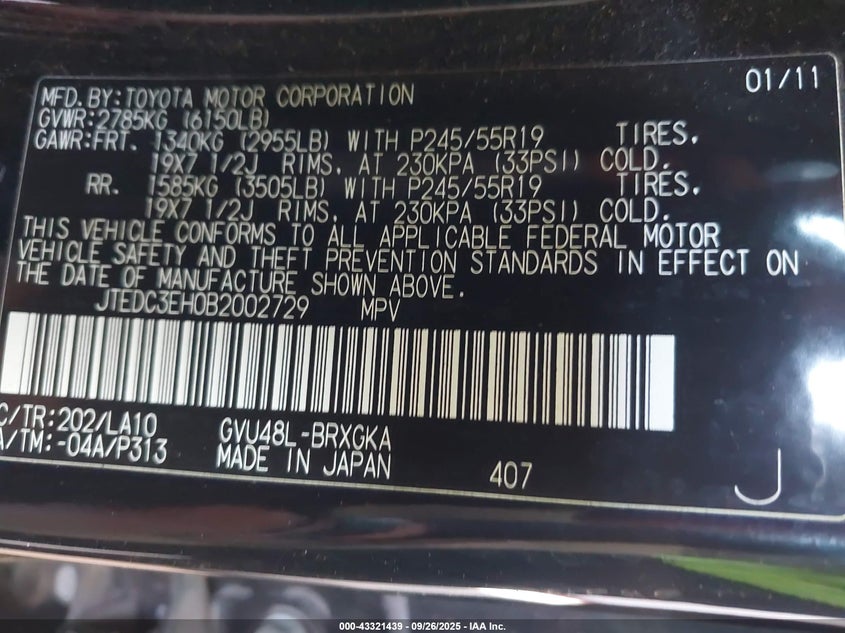 01/11
MFD.BY:TOYOTA MOTOR CORPORATION
GVWR:2785KG (6150LB)
GAWR:FRT. 1340KG (2955LB) WITH P245/55R19 TIRES.
19X7 1/2J RIMS. AT 230KPA (33PSI) COLD.
RR. 1585KG (3505LB) WITH P245/55R19 TIRES.
19X7 1/2J RIMS. AT 230KPA (33PSI) COLD.
THIS VEHICLE CONFORMS TO ALL APPLICABLE FEDERAL MOTOR
VEHICLE SAFETY AND THEFT PREVENTION STANDARDS IN EFFECT ON
THE DATE OF MANUFACTURE SHOWN ABOVE.
JTEDC3EH0B2002729 MPV
C/TR:202/LA10 GVU48L-BRXGKA
A/TM:-04A/P313 MADE IN JAPAN 407 J
000-43321439 - 09/26/2025 - IAA Inc.